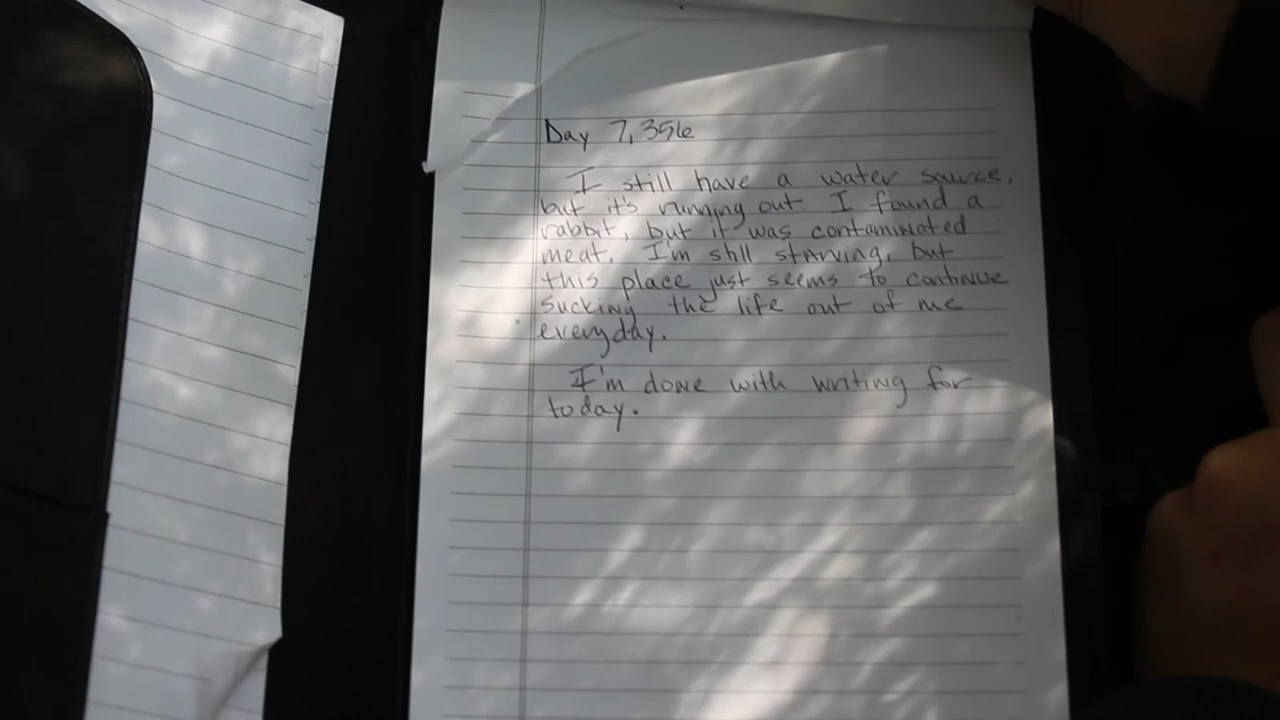 Day 7,356
I still have a water source,
but it's running out. I found a
rabbit, but it was contaminated
meat. I'm still starving, but
this place just seems to continue
sucking the life out of me
everyday.
I'm done with writing for
today.